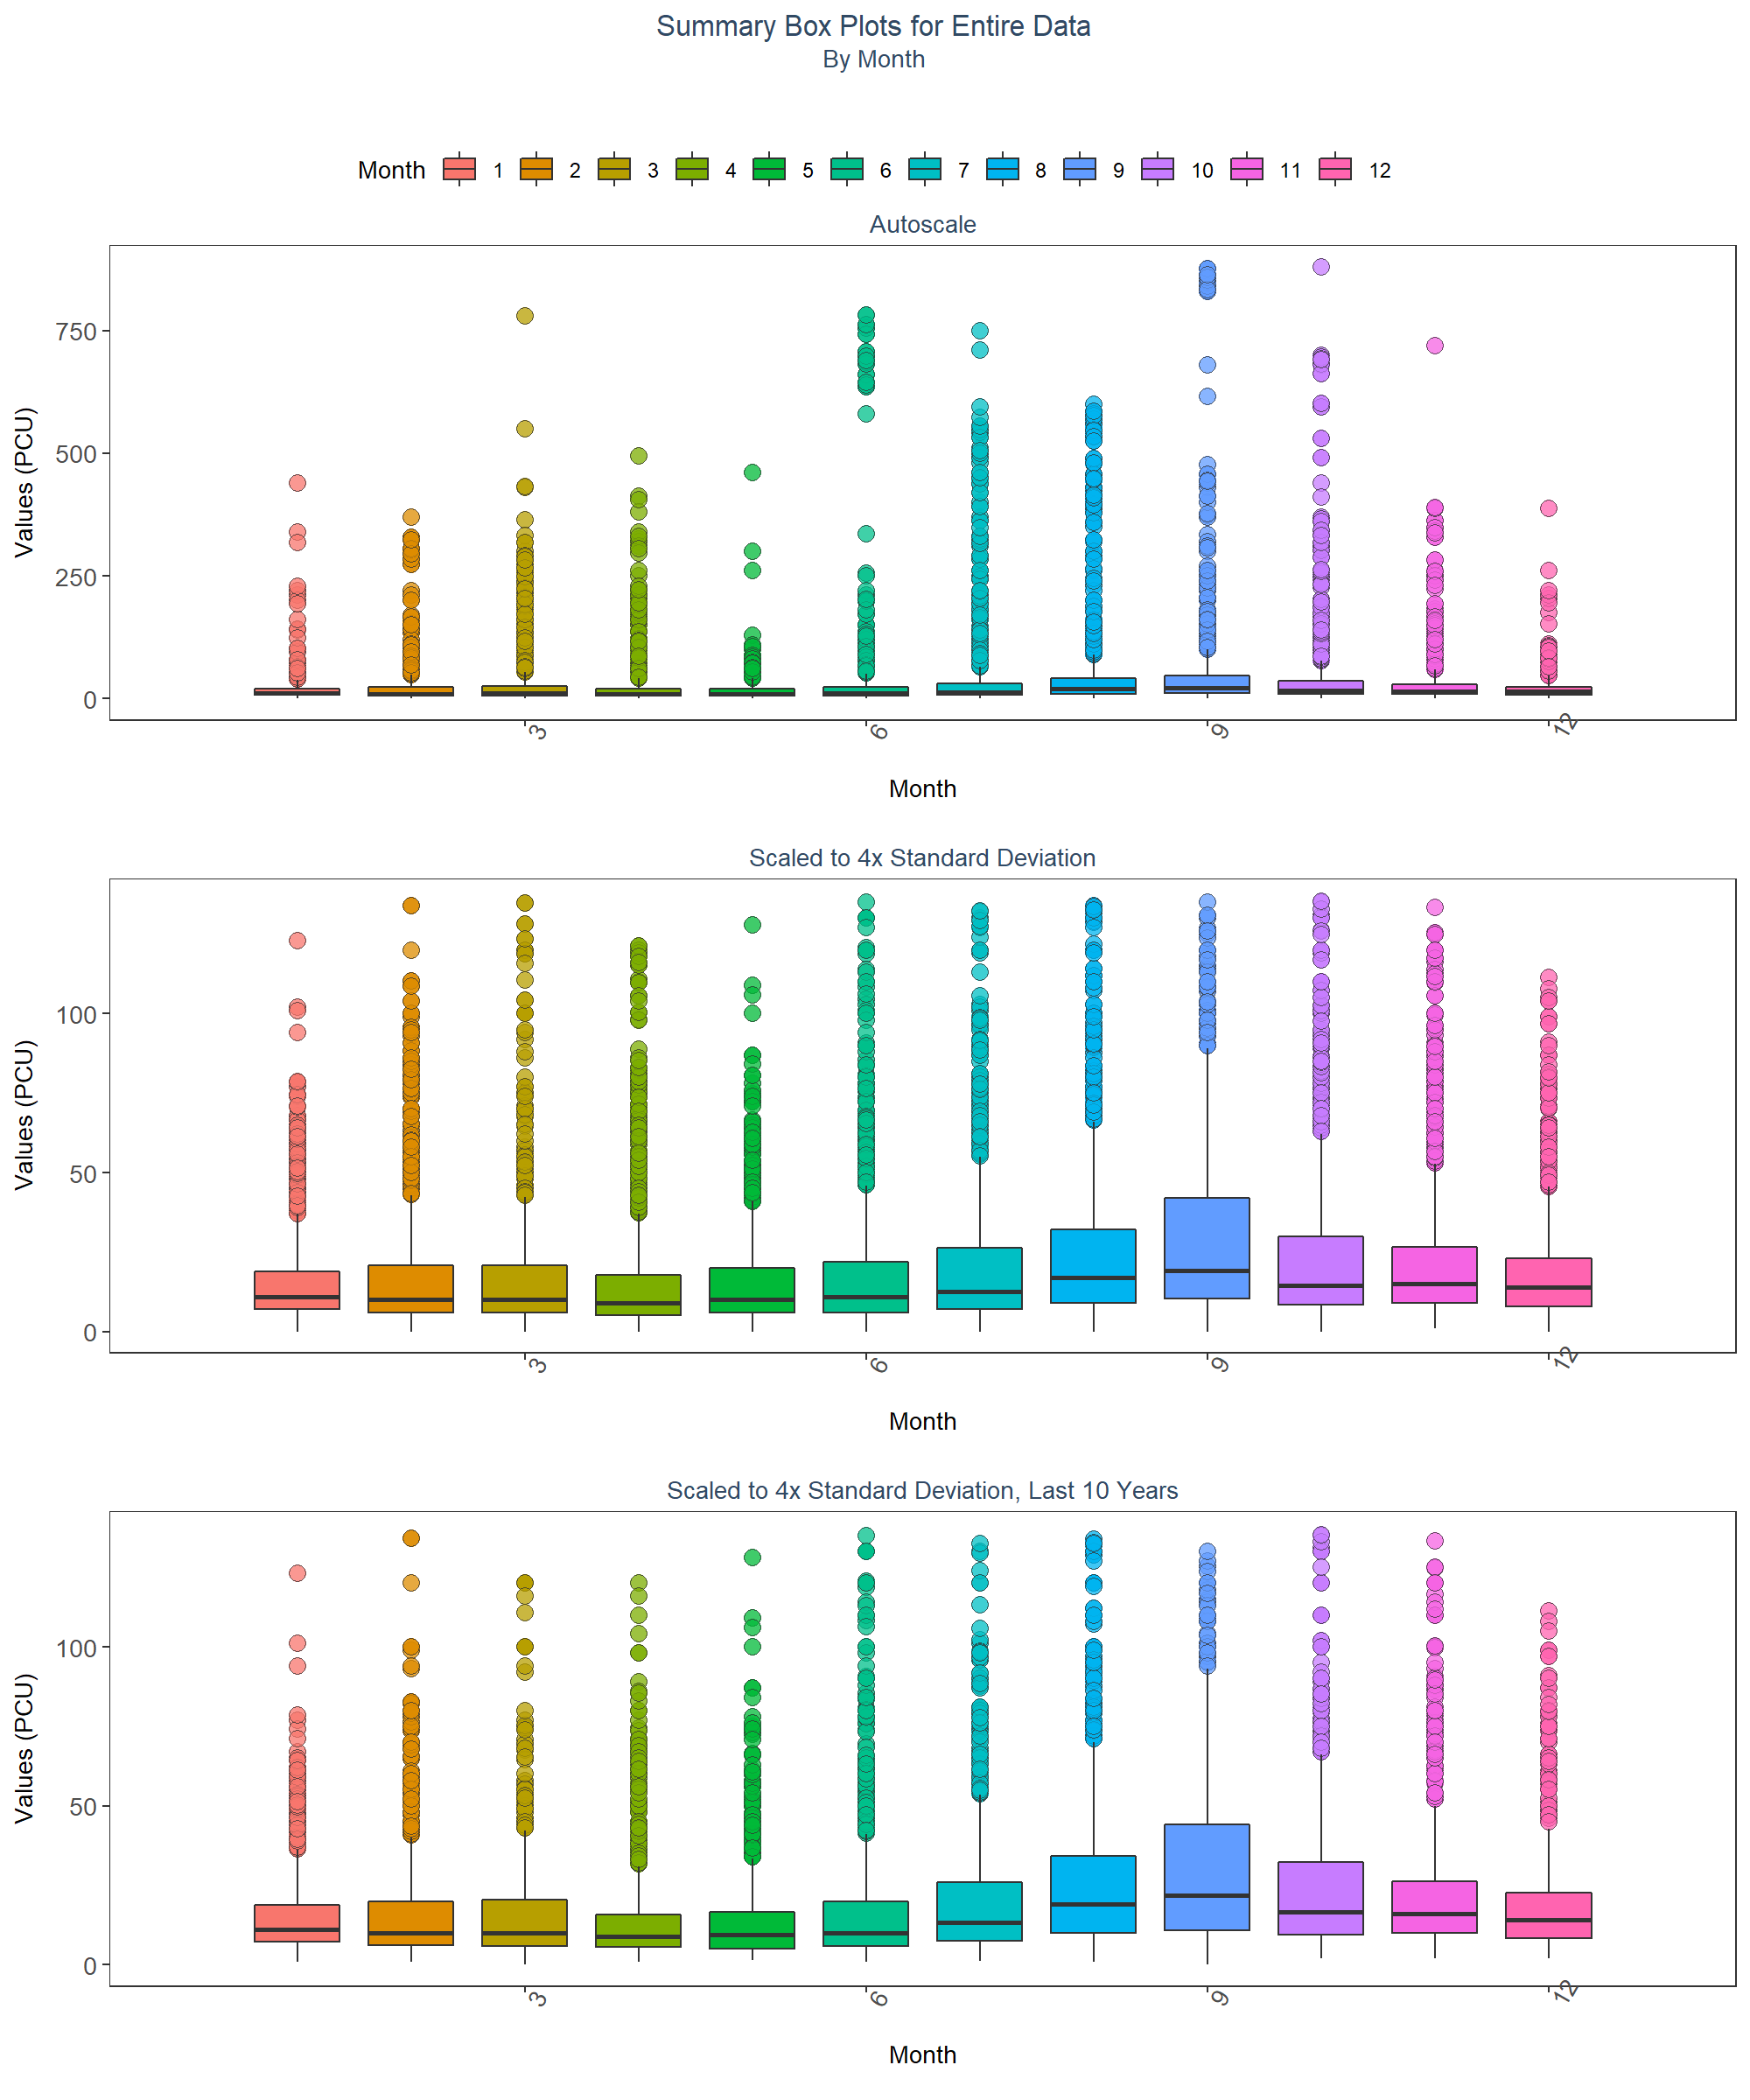 Summary Box Plots for Entire Data
By Month
Month 1 2 3 4 5 6 7 8 9 10 11 12
Autoscale
Values (PCU)
750
500
250
0
3 6 9 12
Month
Scaled to 4x Standard Deviation
Values (PCU)
100
50
0
3 6 9 12
Month
Scaled to 4x Standard Deviation, Last 10 Years
Values (PCU)
100
50
0
3 6 9 12
Month